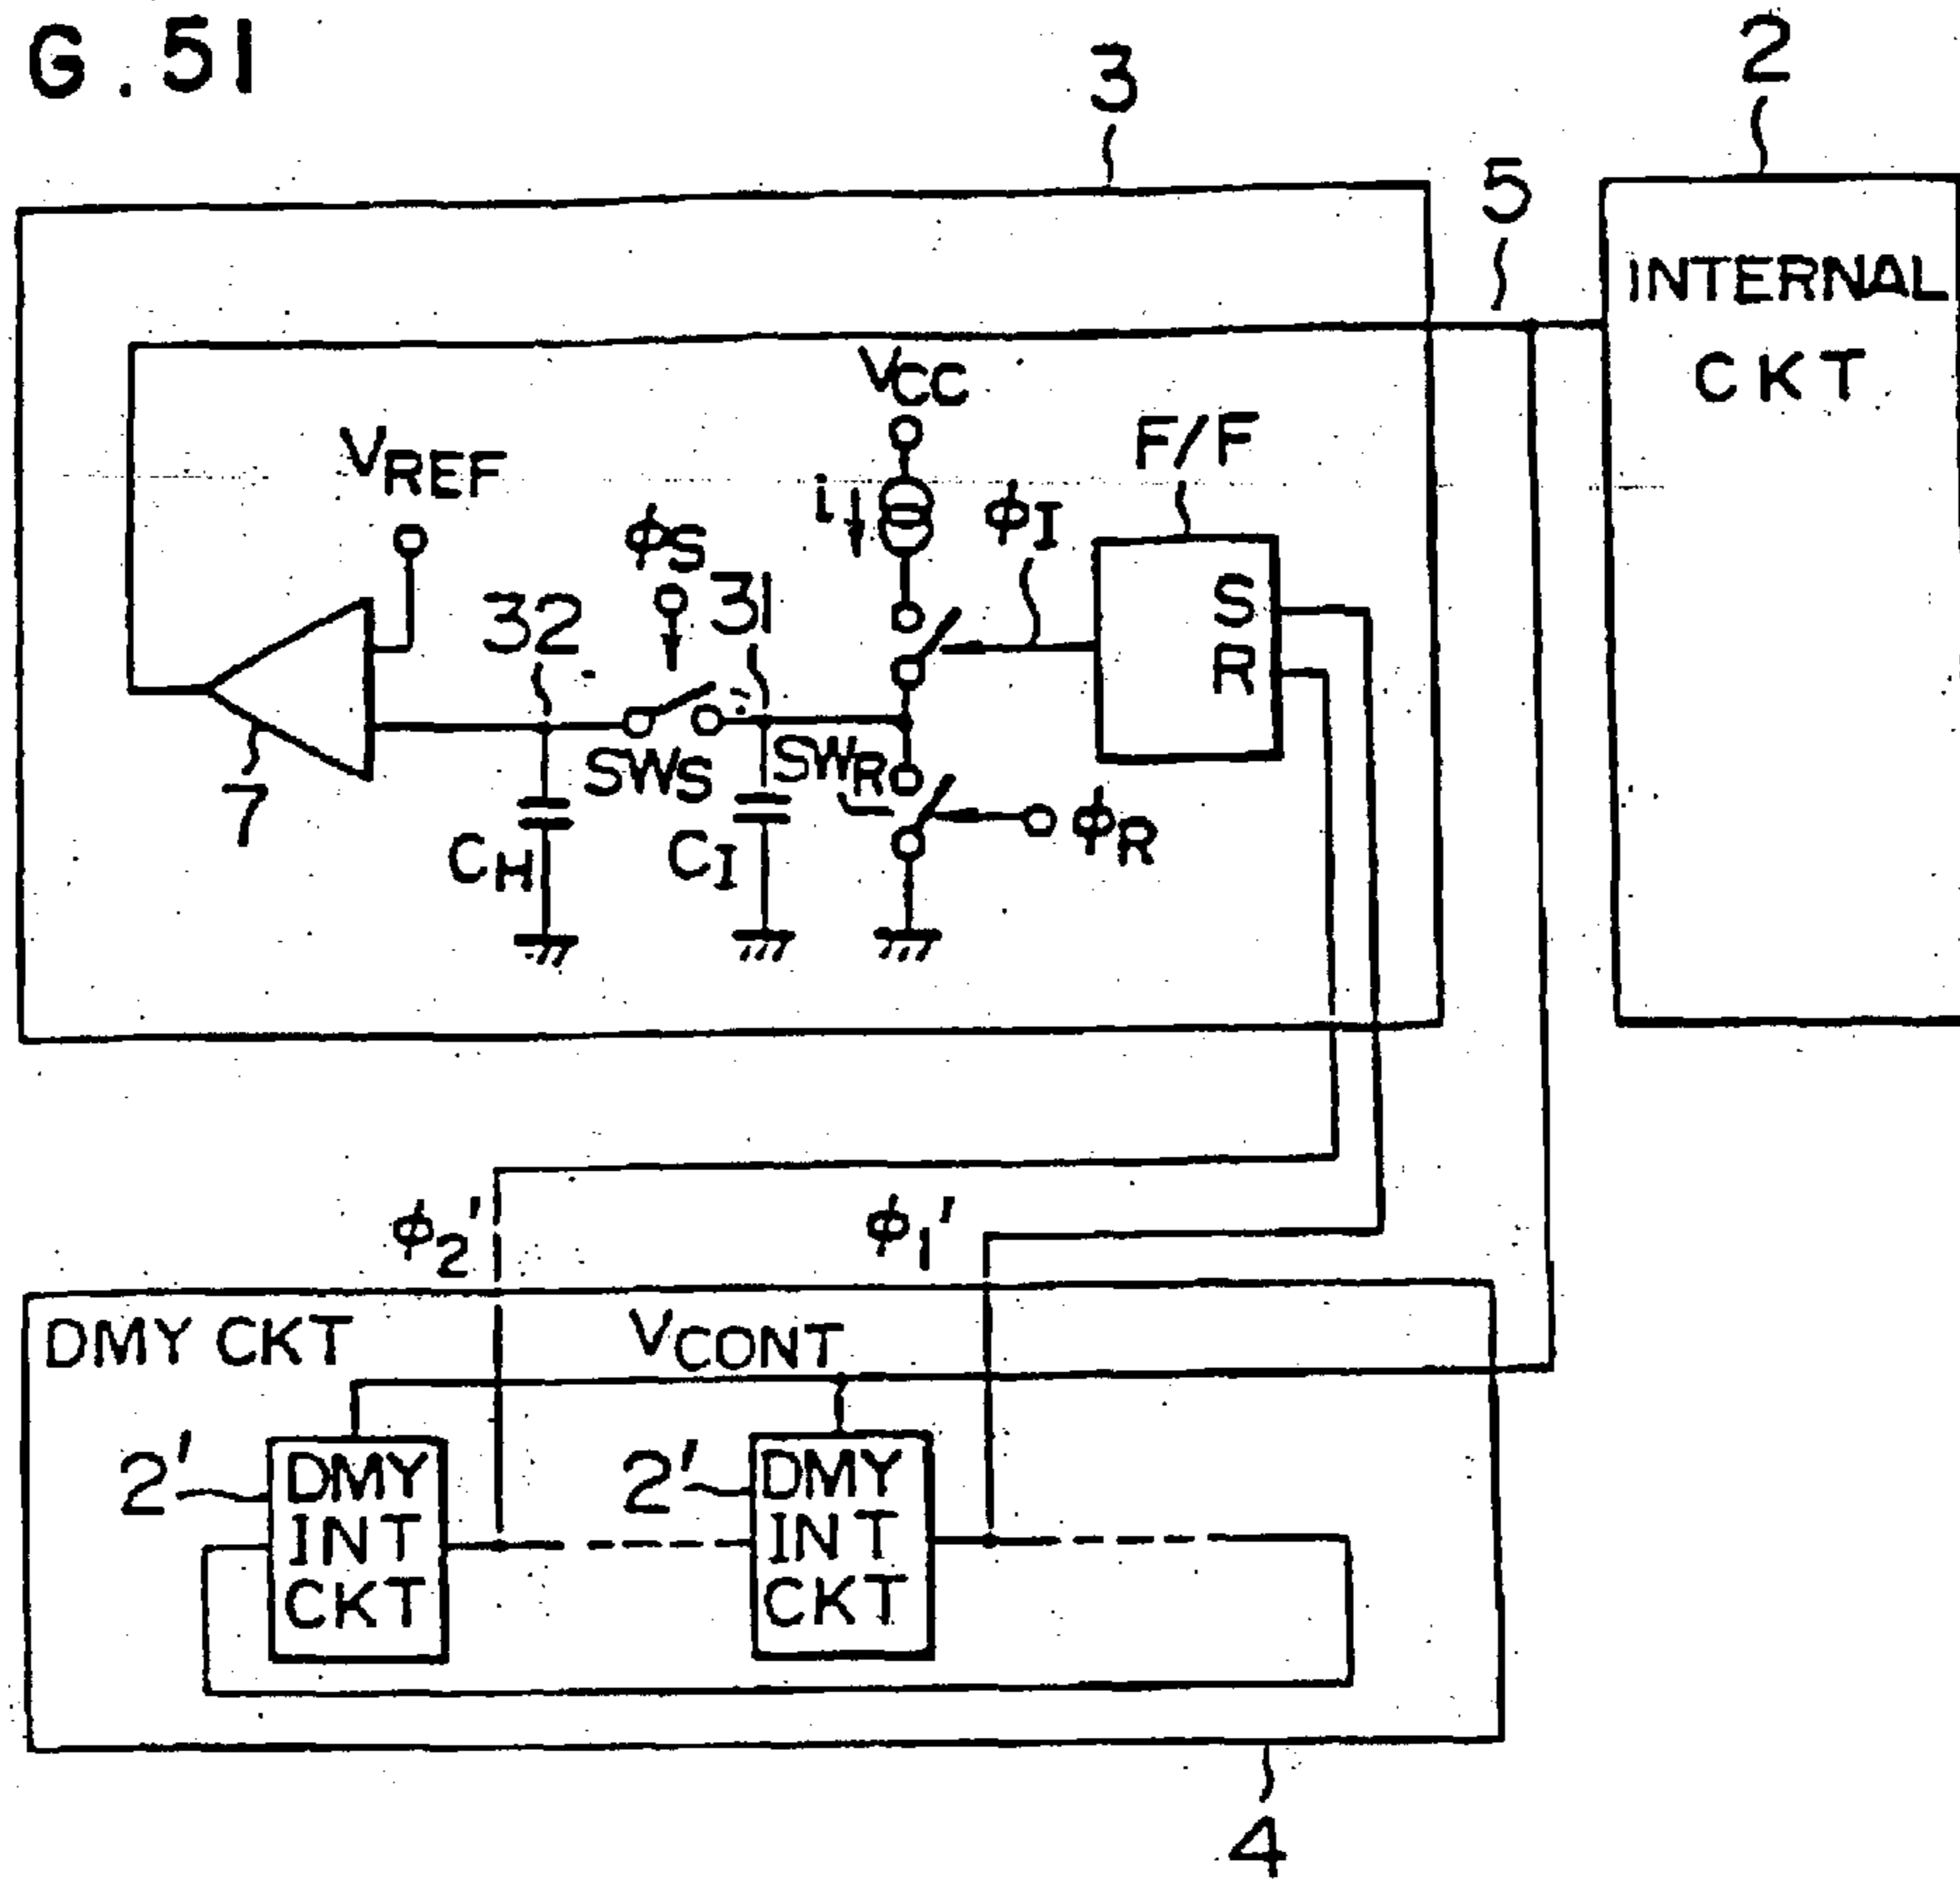 G.51
3
2
5
INTERNAL
CKT
VCC
VREF
i
ϕI
F/F
ϕS
S
R
32
31
SWS
SWR
7
CH
CI
ϕR
ϕ2'
ϕ1'
DMY CKT
VCONT
2'
DMY
INT
CKT
2'
DMY
INT
CKT
4